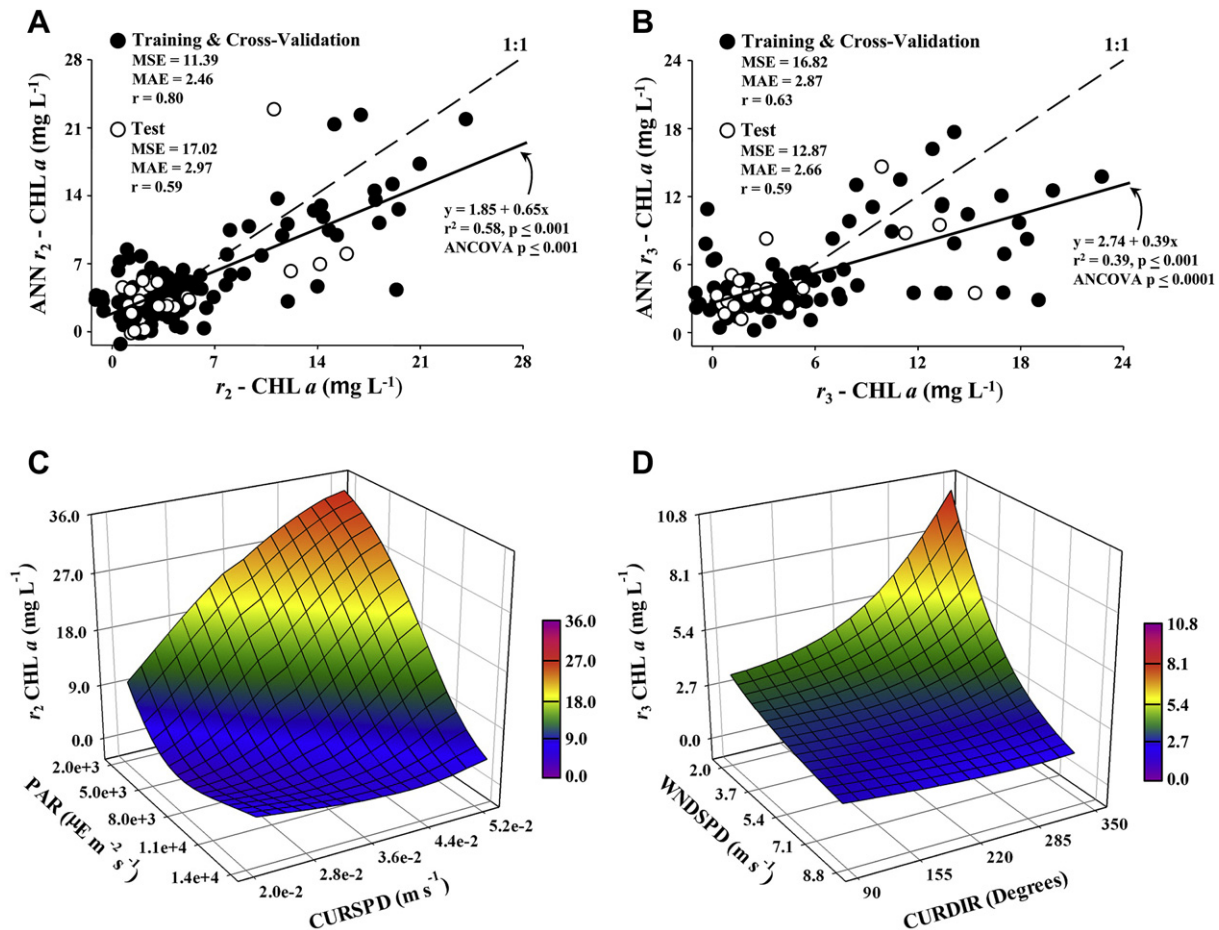 A
Training & Cross-Validation
MSE = 11.39
MAE = 2.46
r = 0.80
Test
MSE = 17.02
MAE = 2.97
r = 0.59
1:1
y = 1.85 + 0.65x
r² = 0.58, p ≤ 0.001
ANCOVA p ≤ 0.001
28
21
14
7
0
ANN r₂ - CHL a (mg L⁻¹)
0 7 14 21 28
r₂ - CHL a (mg L⁻¹)
B
Training & Cross-Validation
MSE = 16.82
MAE = 2.87
r = 0.63
Test
MSE = 12.87
MAE = 2.66
r = 0.59
1:1
y = 2.74 + 0.39x
r² = 0.39, p ≤ 0.001
ANCOVA p ≤ 0.0001
24
18
12
6
0
ANN r₃ - CHL a (mg L⁻¹)
0 6 12 18 24
r₃ - CHL a (mg L⁻¹)
C
36.0
27.0
18.0
9.0
0.0
r₂ CHL a (mg L⁻¹)
2.0e+3
5.0e+3
8.0e+3
1.1e+4
1.4e+4
PAR (µE m⁻² s⁻¹)
2.0e-2
2.8e-2
3.6e-2
4.4e-2
5.2e-2
CURSPD (m s⁻¹)
36.0
27.0
18.0
9.0
0.0
D
10.8
8.1
5.4
2.7
0.0
r₃ CHL a (mg L⁻¹)
2.0
3.7
5.4
7.1
8.8
WNDSPD (m s⁻¹)
90
155
220
285
350
CURDIR (Degrees)
10.8
8.1
5.4
2.7
0.0